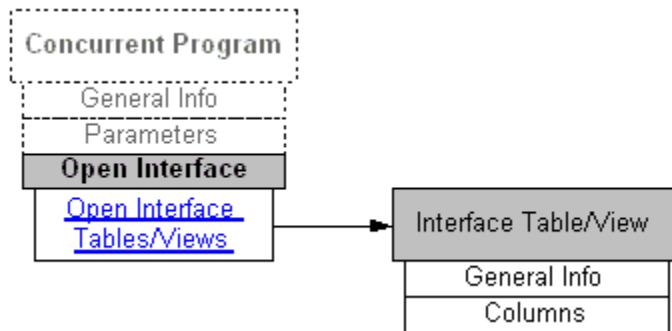 Concurrent Program
General Info
Parameters
Open Interface
Open Interface
Tables/Views
Interface Table/View
General Info
Columns